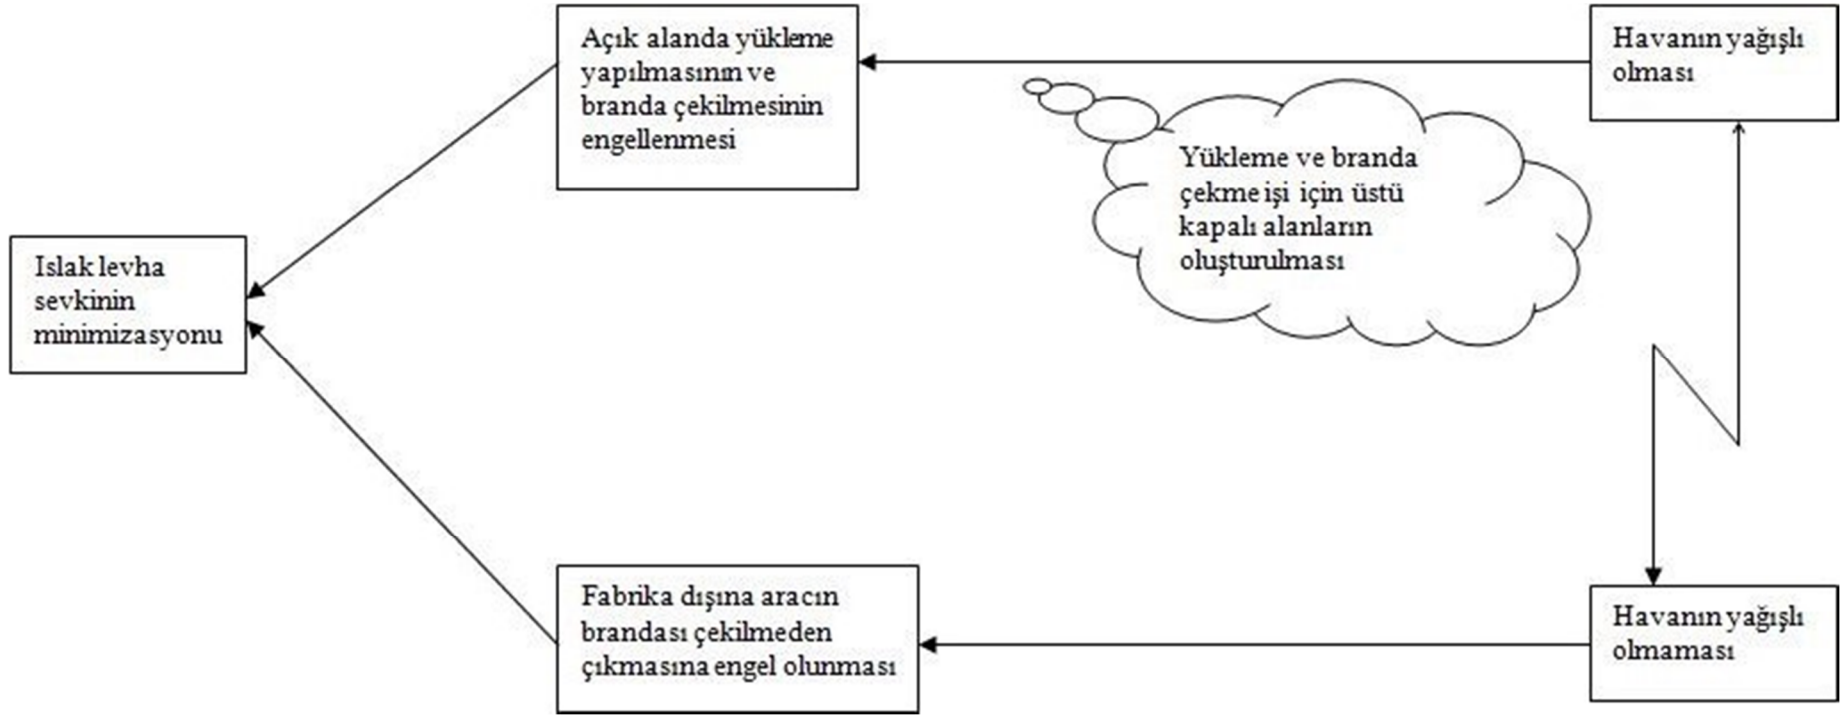 Açık alanda yükleme
yapılmasının ve
branda çekilmesinin
engellenmesi
Havanın yağışlı
olması
Yükleme ve branda
çekme işi için üstü
kapalı alanların
oluşturulması
Islak levha
sevkinin
minimizasyonu
Fabrika dışına aracın
brandası çekilmeden
çıkmasına engel olunması
Havanın yağışlı
olmaması